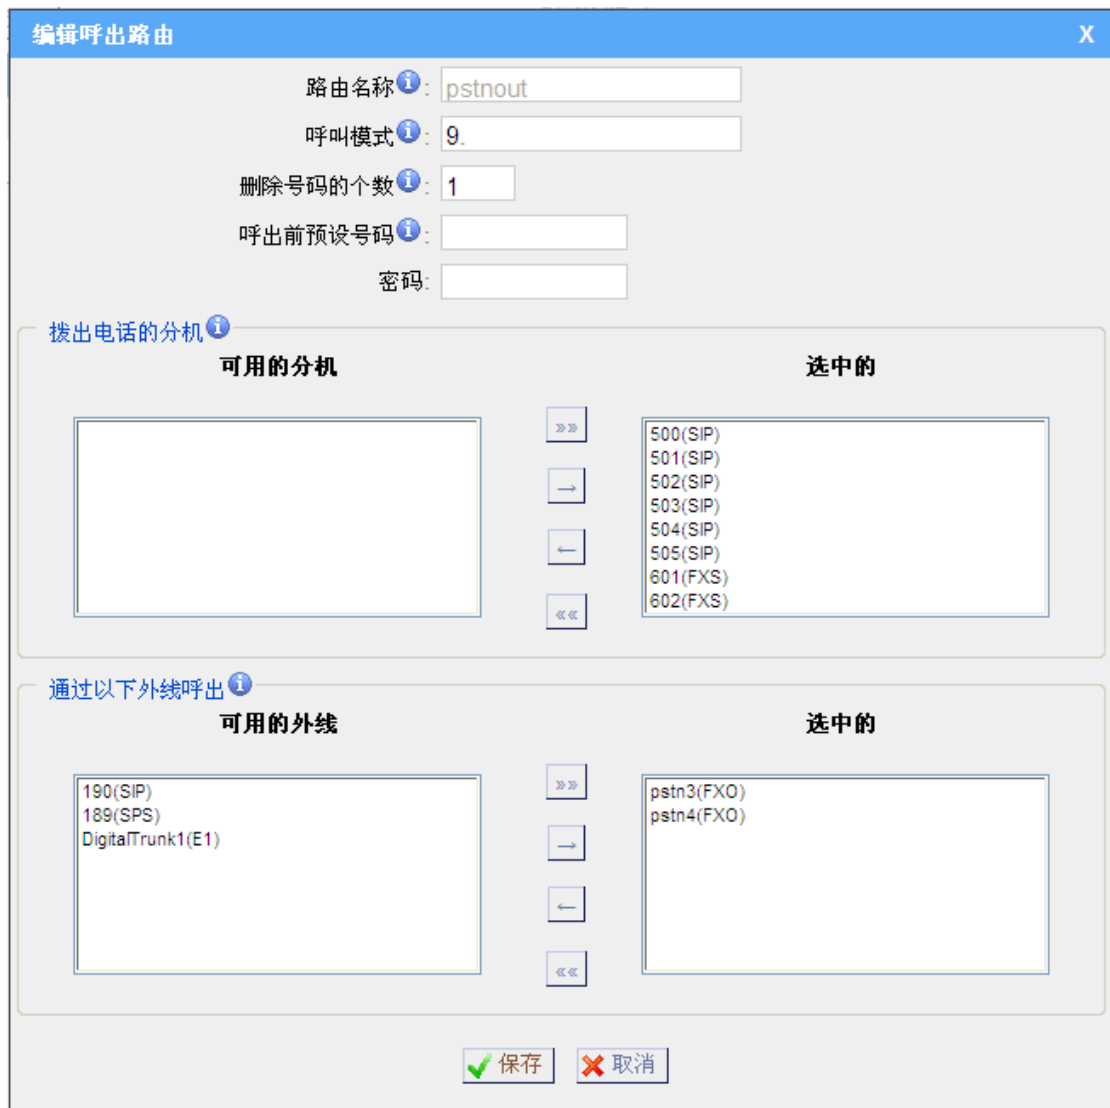 编辑呼出路由 X
路由名称: pstnout
呼叫模式: 9.
删除号码的个数: 1
呼出前预设号码:
密码:
拨出电话的分机
可用的分机 选中的
500(SIP)
501(SIP)
502(SIP)
503(SIP)
504(SIP)
505(SIP)
601(FXS)
602(FXS)
通过以下外线呼出
可用的外线 选中的
190(SIP) pstn3(FXO)
189(SPS) pstn4(FXO)
DigitalTrunk1(E1)
保存 取消